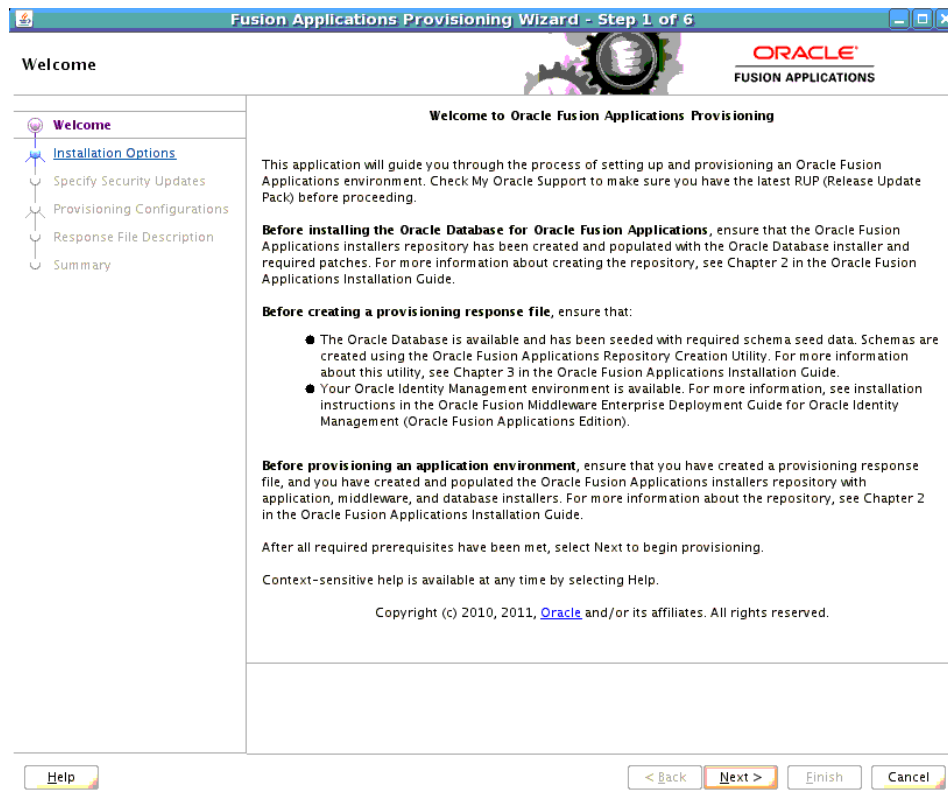 Fusion Applications Provisioning Wizard - Step 1 of 6
Welcome
ORACLE
FUSION APPLICATIONS
Welcome
Installation Options
Specify Security Updates
Provisioning Configurations
Response File Description
Summary
Welcome to Oracle Fusion Applications Provisioning
This application will guide you through the process of setting up and provisioning an Oracle Fusion
Applications environment. Check My Oracle Support to make sure you have the latest RUP (Release Update
Pack) before proceeding.
Before installing the Oracle Database for Oracle Fusion Applications, ensure that the Oracle Fusion
Applications installers repository has been created and populated with the Oracle Database installer and
required patches. For more information about creating the repository, see Chapter 2 in the Oracle Fusion
Applications Installation Guide.
Before creating a provisioning response file, ensure that:
● The Oracle Database is available and has been seeded with required schema seed data. Schemas are
created using the Oracle Fusion Applications Repository Creation Utility. For more information
about this utility, see Chapter 3 in the Oracle Fusion Applications Installation Guide.
● Your Oracle Identity Management environment is available. For more information, see installation
instructions in the Oracle Fusion Middleware Enterprise Deployment Guide for Oracle Identity
Management (Oracle Fusion Applications Edition).
Before provisioning an application environment, ensure that you have created a provisioning response
file, and you have created and populated the Oracle Fusion Applications installers repository with
application, middleware, and database installers. For more information about the repository, see Chapter 2
in the Oracle Fusion Applications Installation Guide.
After all required prerequisites have been met, select Next to begin provisioning.
Context-sensitive help is available at any time by selecting Help.
Copyright (c) 2010, 2011, Oracle and/or its affiliates. All rights reserved.
Help
< Back
Next >
Finish
Cancel